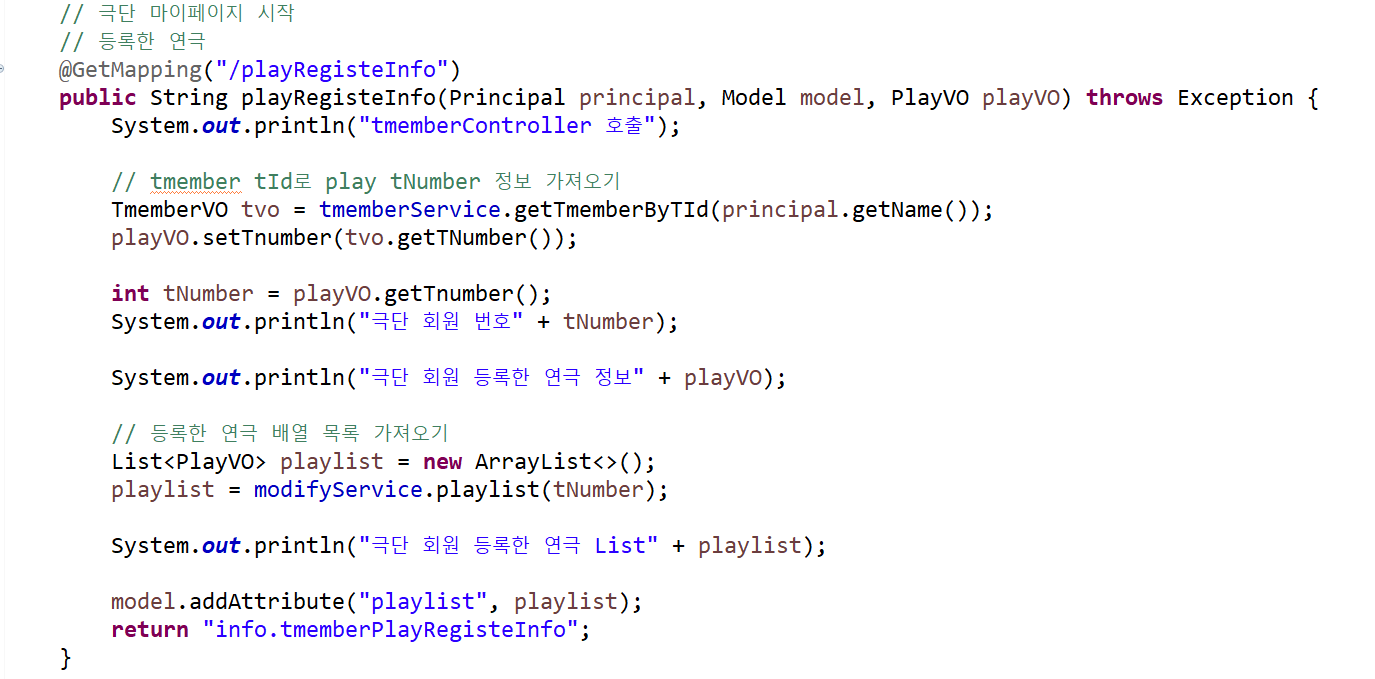 // 극단 마이페이지 시작
// 등록한 연극
@GetMapping("/playRegisteInfo")
public String playRegisteInfo(Principal principal, Model model, PlayVO playVO) throws Exception {
System.out.println("tmemberController 호출");
// tmember tId로 play tNumber 정보 가져오기
TmemberVO tvo = tmemberService.getTmemberByTId(principal.getName());
playVO.setTnumber(tvo.getTNumber());
int tNumber = playVO.getTnumber();
System.out.println("극단 회원 번호" + tNumber);
System.out.println("극단 회원 등록한 연극 정보" + playVO);
// 등록한 연극 배열 목록 가져오기
List<PlayVO> playlist = new ArrayList<>();
playlist = modifyService.playlist(tNumber);
System.out.println("극단 회원 등록한 연극 List" + playlist);
model.addAttribute("playlist", playlist);
return "info.tmemberPlayRegisteInfo";
}